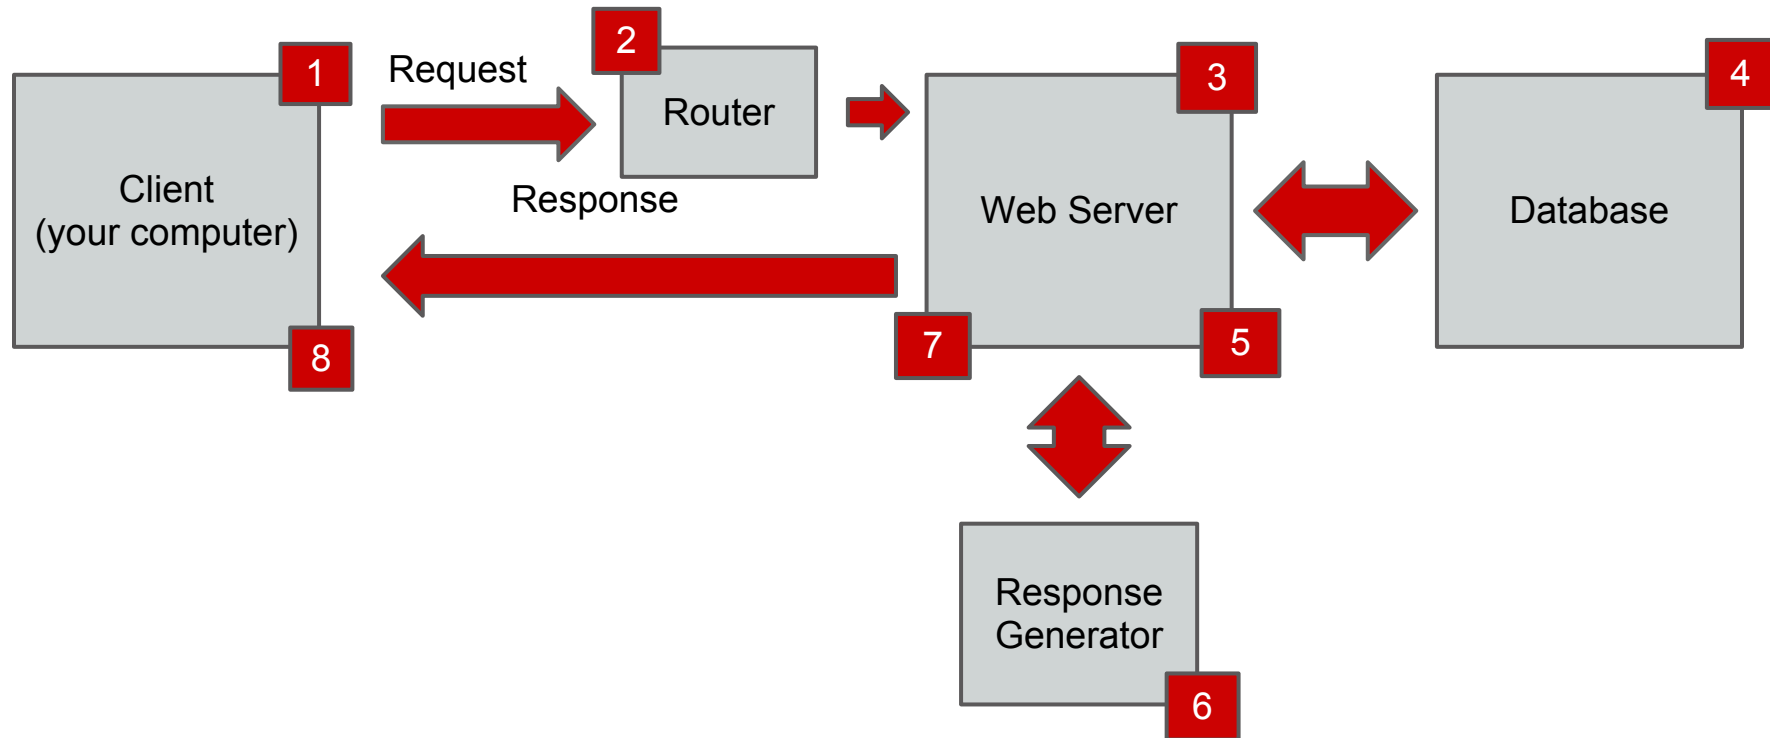 1
Request
2
Router
3
4
Client
(your computer)
Response
Web Server
Database
8
7
5
Response
Generator
6